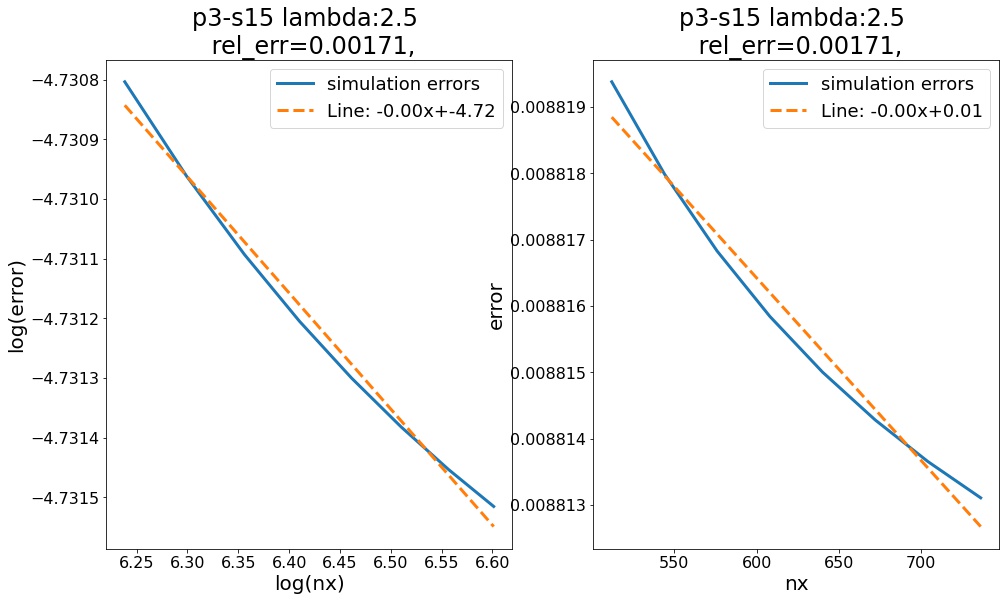 p3-s15 lambda:2.5
rel_err=0.00171,
simulation errors
Line: -0.00x+-4.72
−4.7308
−4.7309
−4.7310
−4.7311
−4.7312
−4.7313
−4.7314
−4.7315
log(error)
6.25 6.30 6.35 6.40 6.45 6.50 6.55 6.60
log(nx)
p3-s15 lambda:2.5
rel_err=0.00171,
simulation errors
Line: -0.00x+0.01
0.008819
0.008818
0.008817
0.008816
0.008815
0.008814
0.008813
error
550 600 650 700
nx